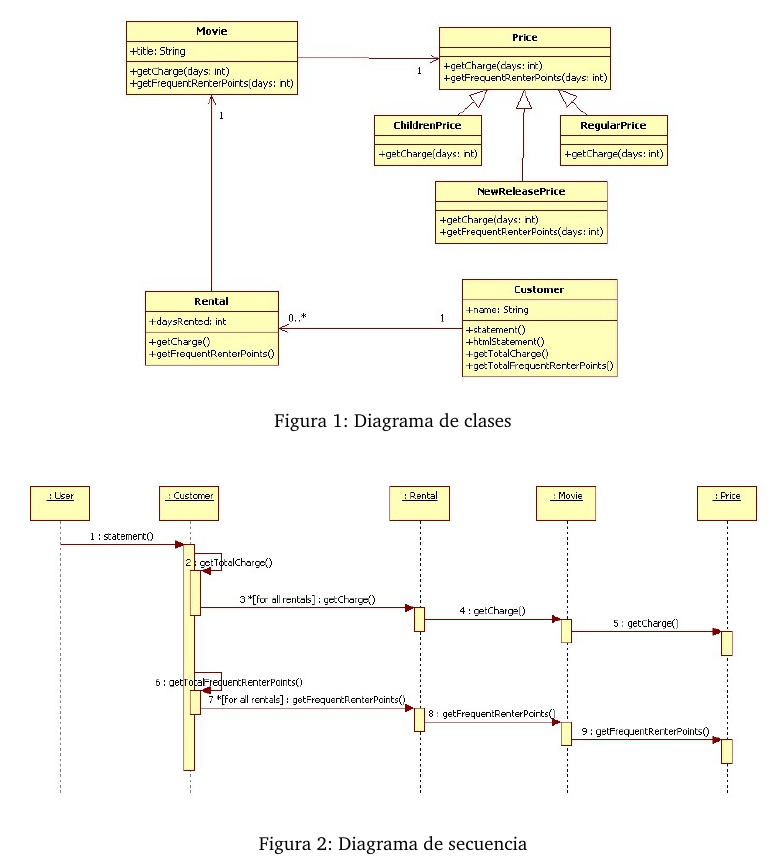 Movie
+title: String
+getCharge(days: int)
+getFrequentRenterPoints(days: int)
1
Price
+getCharge(days: int)
+getFrequentRenterPoints(days: int)
1
ChildrenPrice
+getCharge(days: int)
RegularPrice
+getCharge(days: int)
NewReleasePrice
+getCharge(days: int)
+getFrequentRenterPoints(days: int)
Rental
+daysRented: int
+getCharge()
+getFrequentRenterPoints()
0..*
1
Customer
+name: String
+statement()
+htmlStatement()
+getTotalCharge()
+getTotalFrequentRenterPoints()
Figura 1: Diagrama de clases
: User
: Customer
: Rental
: Movie
: Price
1 : statement()
2 : getTotalCharge()
3 *[for all rentals] : getCharge()
4 : getCharge()
5 : getCharge()
6 : getTotalFrequentRenterPoints()
7 *[for all rentals] : getFrequentRenterPoints()
8 : getFrequentRenterPoints()
9 : getFrequentRenterPoints()
Figura 2: Diagrama de secuencia